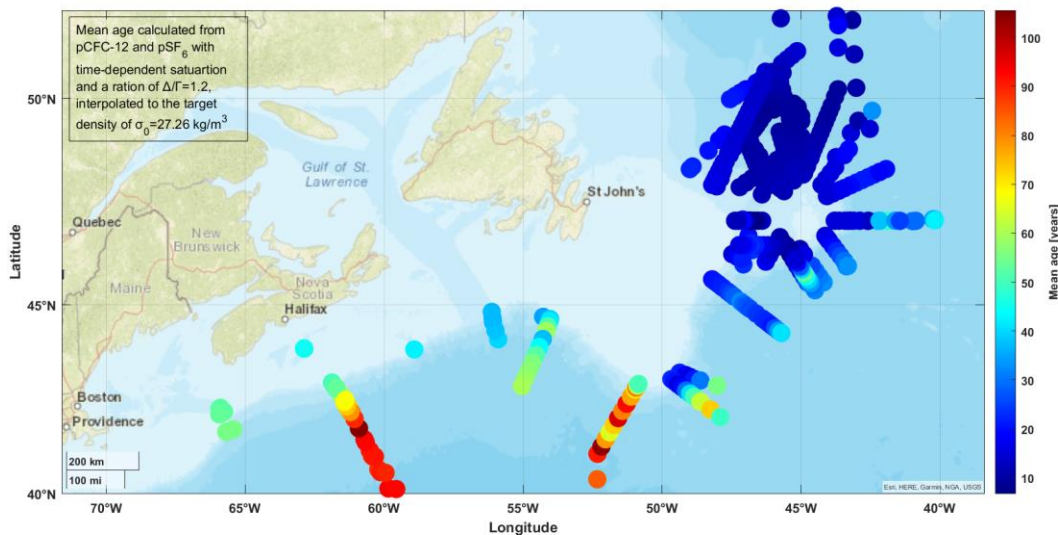 Mean age calculated from
pCFC-12 and pSF6 with
time-dependent satuartion
and a ration of Δ/Γ=1.2,
interpolated to the target
density of σ0=27.26 kg/m3
50°N
45°N
40°N
Latitude
Gulf of St.
Lawrence
St John's
Quebec
New
Brunswick
Maine
Nova
Scotia
Halifax
Boston
Providence
200 km
100 mi
Esri, HERE, Garmin, NGA, USGS
70°W 65°W 60°W 55°W 50°W 45°W 40°W
Longitude
100
90
80
70
60
50
40
30
20
10
Mean age [years]